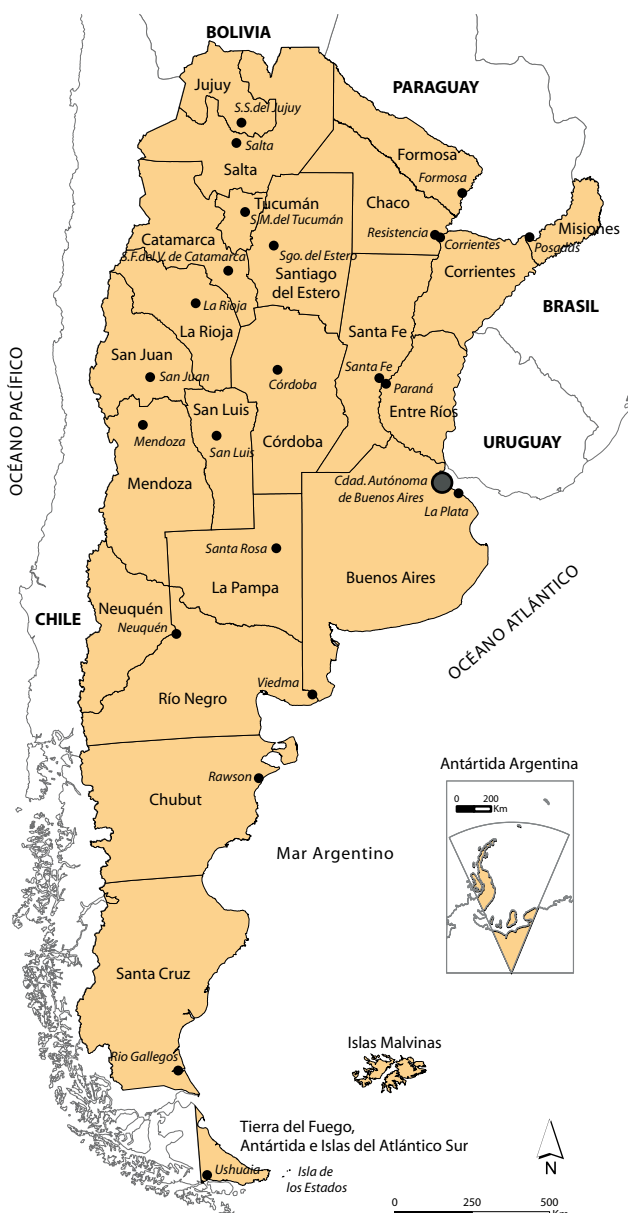 BOLIVIA
Jujuy
PARAGUAY
S.S.del Jujuy
Salta
Formosa
Salta
Formosa
Chaco
Tucumán
S.M.del Tucumán
Misiones
Catamarca
Resistencia
Corrientes
Posadas
S.F.del V. de Catamarca
Sgo. del Estero
Santiago
del Estero
Corrientes
La Rioja
BRASIL
La Rioja
Santa Fe
San Juan
Santa Fe
San Juan
Córdoba
Paraná
San Luis
Entre Ríos
OCÉANO PACÍFICO
Mendoza
San Luis
Córdoba
URUGUAY
Mendoza
Cdad. Autónoma
de Buenos Aires
La Plata
Santa Rosa
La Pampa
Buenos Aires
OCÉANO ATLÁNTICO
CHILE
Neuquén
Neuquén
Viedma
Río Negro
Antártida Argentina
Rawson
0 200
Km
Chubut
Mar Argentino
Santa Cruz
Islas Malvinas
Rio Gallegos
Tierra del Fuego,
Antártida e Islas del Atlántico Sur
Ushuaia
Isla de
los Estados
N
0 250 500
Km